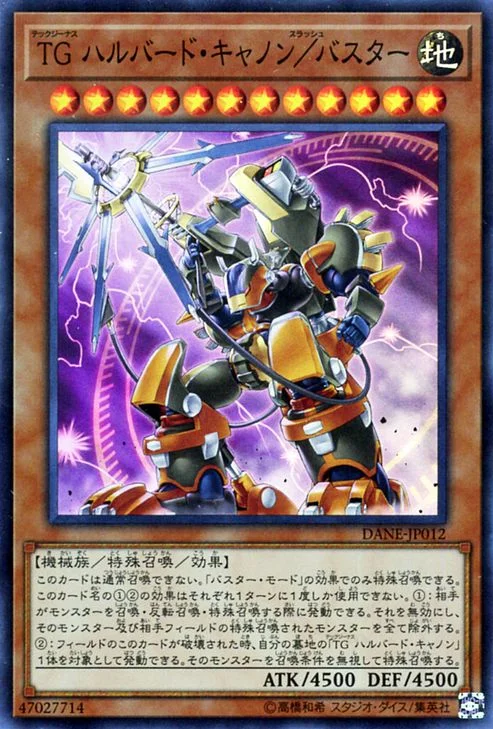 テックジーナス スラッシュ
TG ハルバード・キャノン／バスター
ち
地
DANE-JP012
【機械族／特殊召喚／効果】
このカードは通常召喚できない。「バスター・モード」の効果でのみ特殊召喚できる。
このカード名の①②の効果はそれぞれ1ターンに1度しか使用できない。①：相手
がモンスターを召喚・反転召喚・特殊召喚する際に発動できる。それを無効にし、
そのモンスター及び相手フィールドの特殊召喚されたモンスターを全て除外する。
②：フィールドのこのカードが破壊された時、自分の墓地の「TG ハルバード・キャノン」
1体を対象として発動できる。そのモンスターを召喚条件を無視して特殊召喚する。
ATK/4500 DEF/4500
47027714
©高橋和希 スタジオ・ダイス/集英社